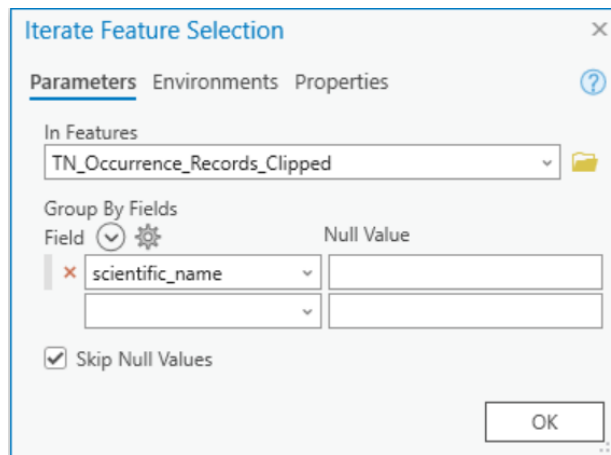 Iterate Feature Selection
Parameters Environments Properties
In Features
TN_Occurrence_Records_Clipped
Group By Fields
Field Null Value
scientific_name
Skip Null Values
OK